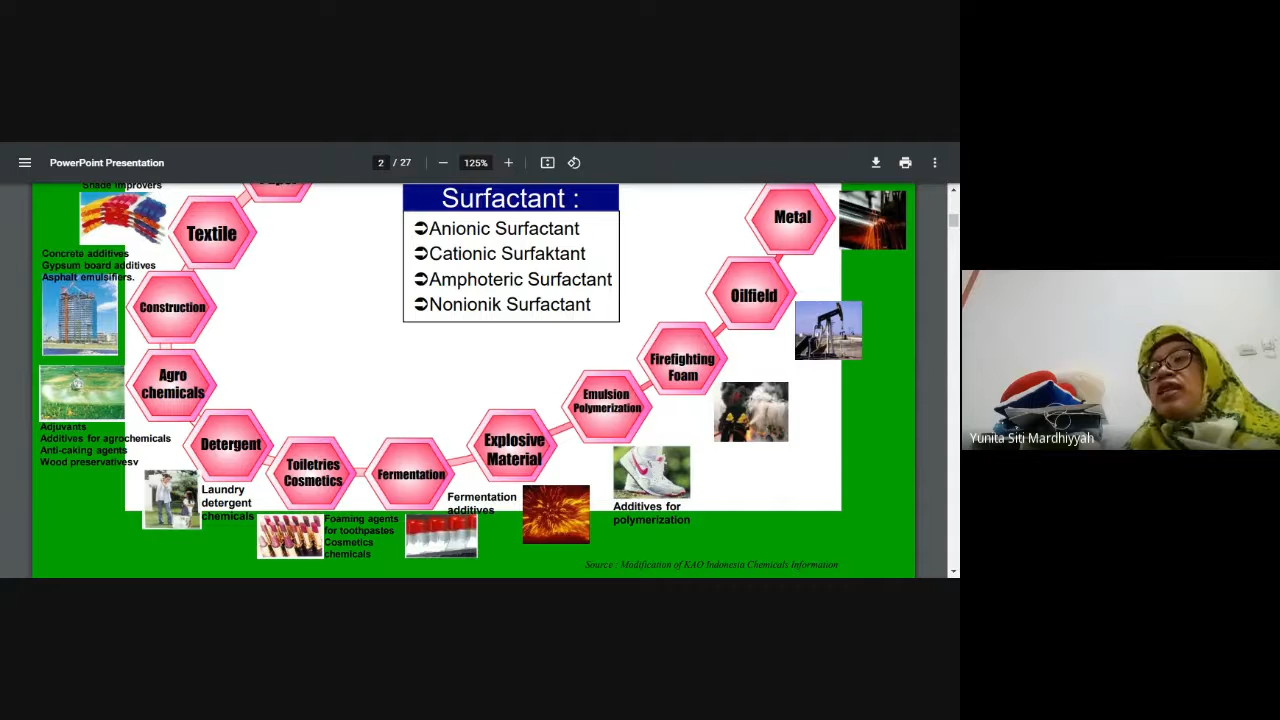 PowerPoint Presentation
2 / 27
125%
Shade Improvers
Surfactant :
➲Anionic Surfactant
➲Cationic Surfaktant
➲Amphoteric Surfactant
➲Nonionik Surfactant
Textile
Metal
Concrete additives
Gypsum board additives
Asphalt emulsifiers.
Construction
Oilfield
Agro
chemicals
Firefighting
Foam
Emulsion
Polymerization
Adjuvants
Additives for agrochemicals
Anti-caking agents
Wood preservativesv
Detergent
Toiletries
Cosmetics
Fermentation
Explosive
Material
Laundry
detergent
chemicals
Foaming agents
for toothpastes
Cosmetics
chemicals
Fermentation
additives
Additives for
polymerization
Source : Modification of KAO Indonesia Chemicals Information
Yunita Siti Mardhiyyah